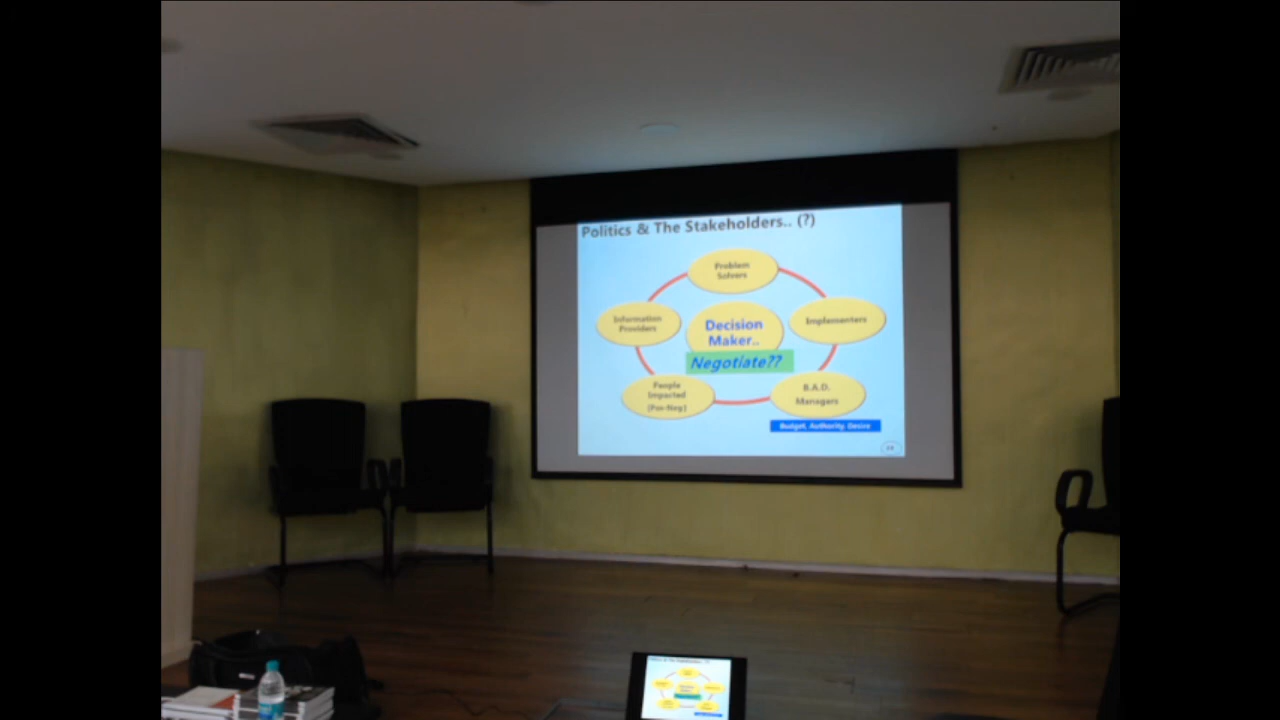 Politics & The Stakeholders.. (?)
Problem
Solvers
Information
Providers
Decision
Maker..
Implementers
Negotiate??
People
Impacted
(Pos-Neg)
B.A.D.
Managers
Budget, Authority, Desire